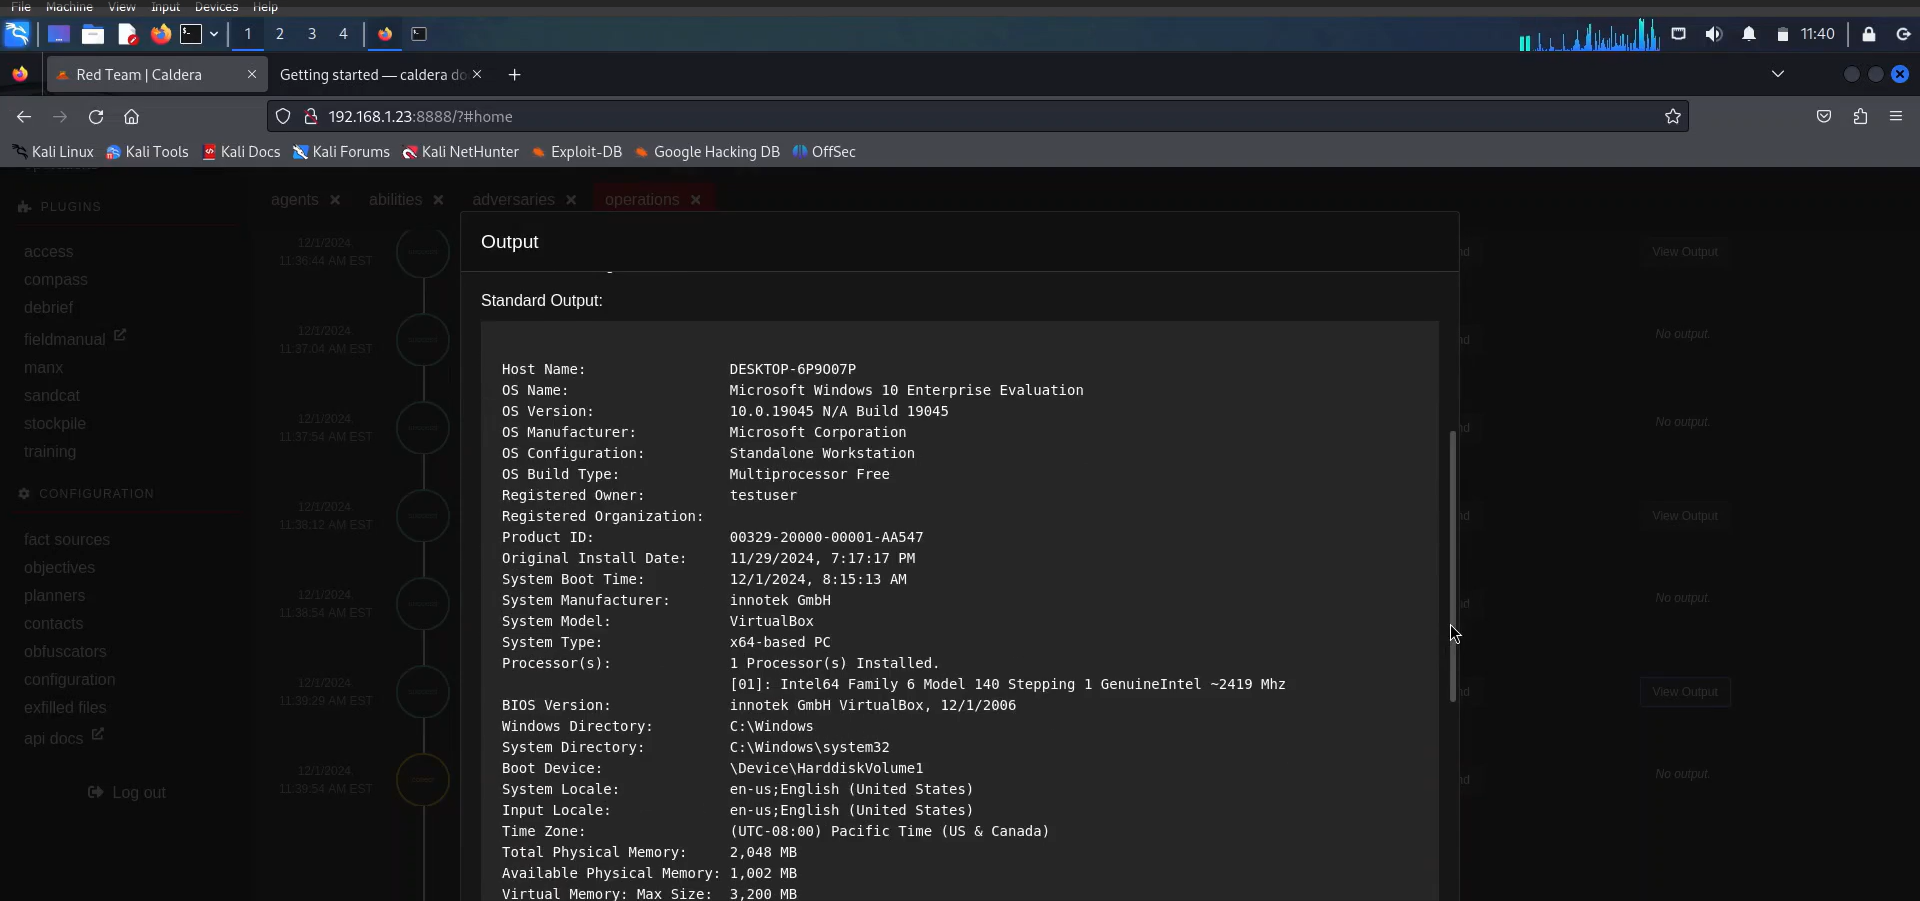 File Machine View Input Devices Help
1 2 3 4 11:40
Red Team | Caldera
Getting started — caldera do
192.168.1.23:8888/?#home
Kali Linux Kali Tools Kali Docs Kali Forums Kali NetHunter Exploit-DB Google Hacking DB OffSec
PLUGINS
access
compass
debrief
fieldmanual
manx
sandcat
stockpile
training
CONFIGURATION
fact sources
objectives
planners
contacts
obfuscators
configuration
exfilled files
api docs
Log out
agents abilities adversaries operations
12/1/2024,
11:36:44 AM EST
12/1/2024,
11:37:04 AM EST
12/1/2024,
11:37:54 AM EST
12/1/2024,
11:38:12 AM EST
12/1/2024,
11:38:54 AM EST
12/1/2024,
11:39:29 AM EST
12/1/2024,
11:39:54 AM EST
Output
Standard Output:
Host Name: DESKTOP-6P9O07P
OS Name: Microsoft Windows 10 Enterprise Evaluation
OS Version: 10.0.19045 N/A Build 19045
OS Manufacturer: Microsoft Corporation
OS Configuration: Standalone Workstation
OS Build Type: Multiprocessor Free
Registered Owner: testuser
Registered Organization:
Product ID: 00329-20000-00001-AA547
Original Install Date: 11/29/2024, 7:17:17 PM
System Boot Time: 12/1/2024, 8:15:13 AM
System Manufacturer: innotek GmbH
System Model: VirtualBox
System Type: x64-based PC
Processor(s): 1 Processor(s) Installed.
[01]: Intel64 Family 6 Model 140 Stepping 1 GenuineIntel ~2419 Mhz
BIOS Version: innotek GmbH VirtualBox, 12/1/2006
Windows Directory: C:\Windows
System Directory: C:\Windows\system32
Boot Device: \Device\HarddiskVolume1
System Locale: en-us;English (United States)
Input Locale: en-us;English (United States)
Time Zone: (UTC-08:00) Pacific Time (US & Canada)
Total Physical Memory: 2,048 MB
Available Physical Memory: 1,002 MB
Virtual Memory: Max Size: 3,200 MB
View Output
No output.
No output.
View Output
No output.
View Output
No output.